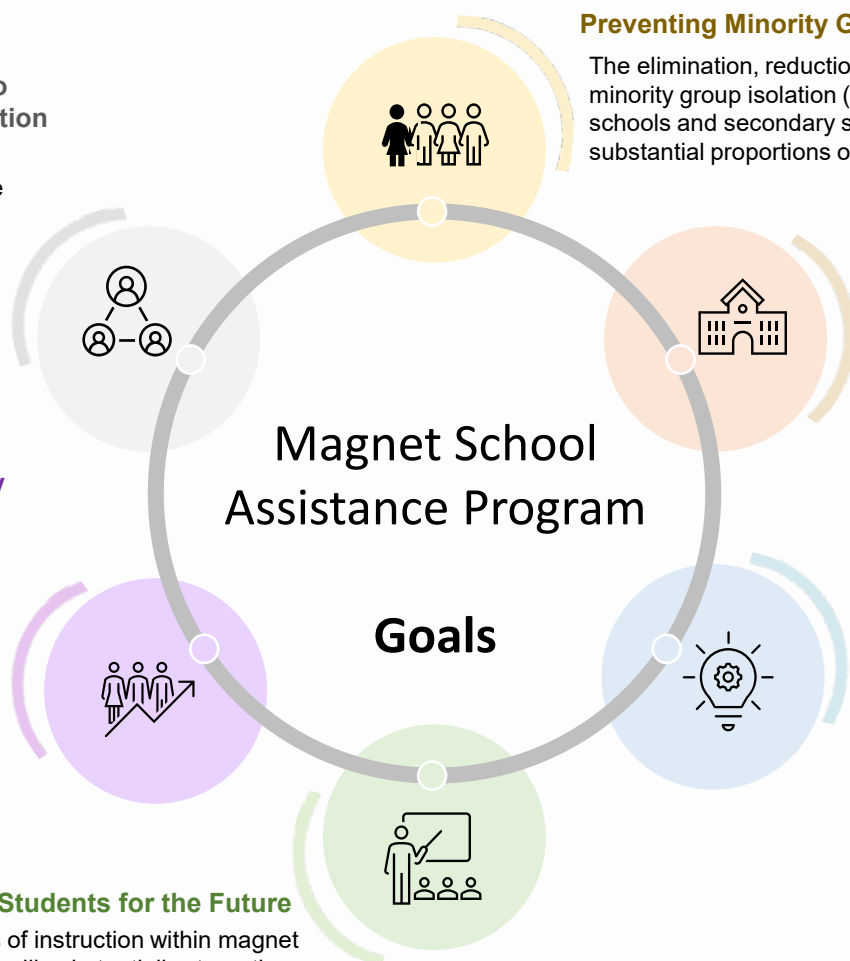 Preventing Minority G
The elimination, reductio
minority group isolation (
schools and secondary s
substantial proportions o
o
tion
e
Magnet School
Assistance Program
Goals
y
Students for the Future
of instruction within magnet